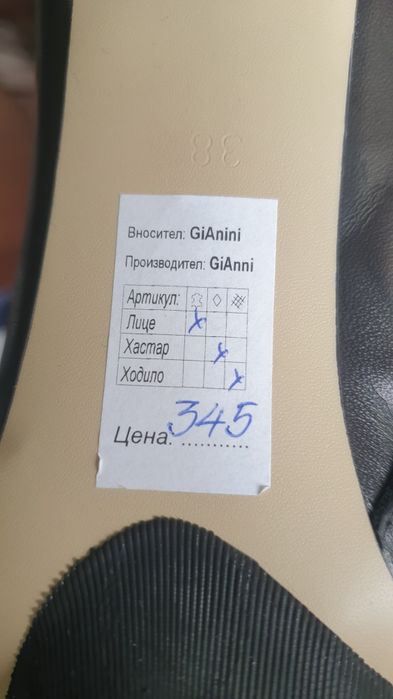 38
Вносител: GiAnini
Производител: GiAnni
Артикул:
Лице X
Хастар X
Ходило X
Цена: 345